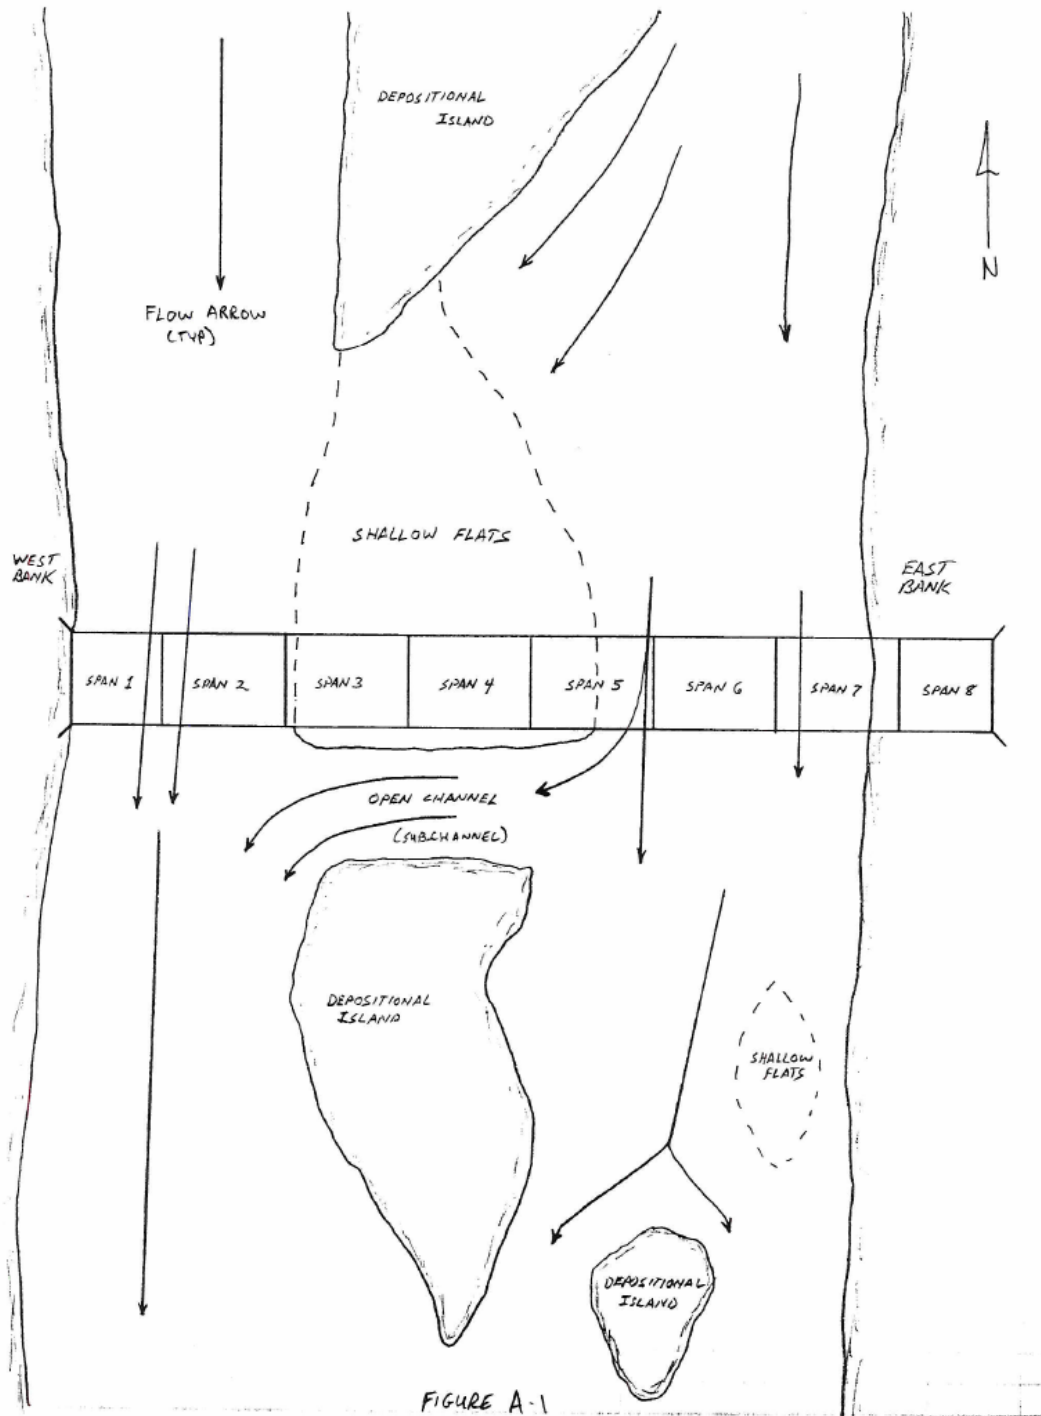 DEPOSITIONAL
ISLAND
N
FLOW ARROW
(TYP)
SHALLOW FLATS
WEST
BANK
EAST
BANK
SPAN 1
SPAN 2
SPAN 3
SPAN 4
SPAN 5
SPAN 6
SPAN 7
SPAN 8
OPEN CHANNEL
(SUBCHANNEL)
DEPOSITIONAL
ISLAND
SHALLOW
FLATS
DEPOSITIONAL
ISLAND
FIGURE A-1